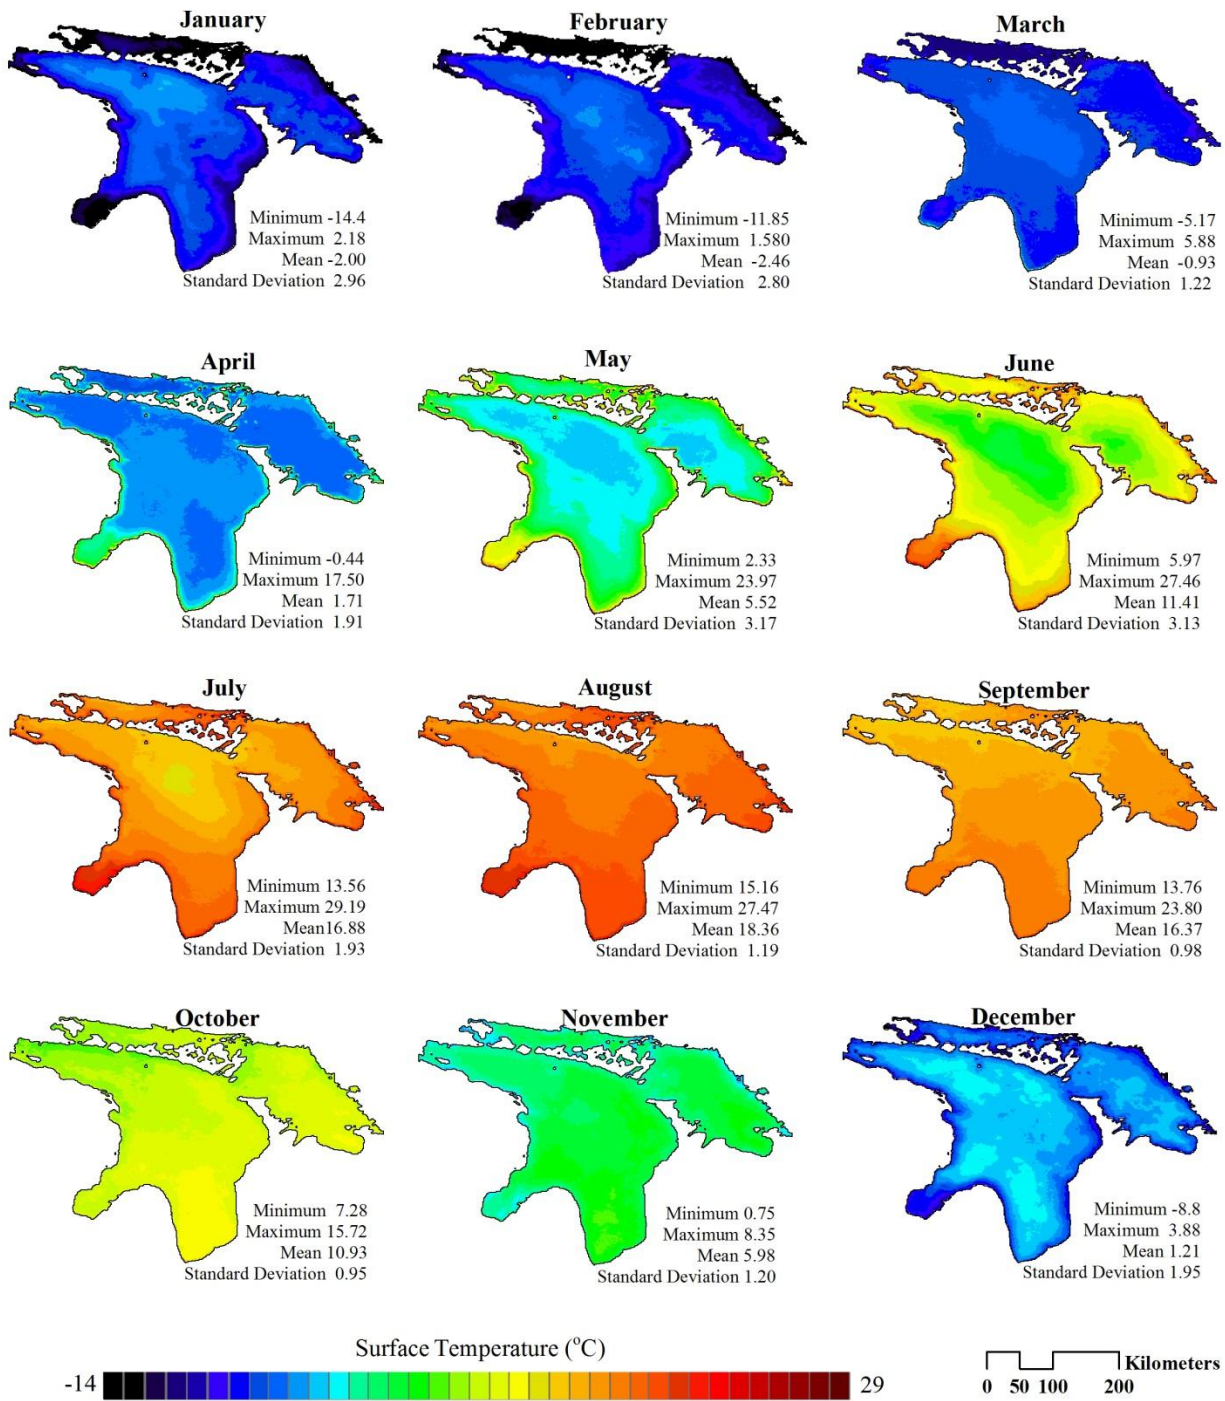 January
February
March
Minimum -14.4
Maximum 2.18
Mean -2.00
Standard Deviation 2.96
Minimum -11.85
Maximum 1.580
Mean -2.46
Standard Deviation 2.80
Minimum -5.17
Maximum 5.88
Mean -0.93
Standard Deviation 1.22
April
May
June
Minimum -0.44
Maximum 17.50
Mean 1.71
Standard Deviation 1.91
Minimum 2.33
Maximum 23.97
Mean 5.52
Standard Deviation 3.17
Minimum 5.97
Maximum 27.46
Mean 11.41
Standard Deviation 3.13
July
August
September
Minimum 13.56
Maximum 29.19
Mean16.88
Standard Deviation 1.93
Minimum 15.16
Maximum 27.47
Mean 18.36
Standard Deviation 1.19
Minimum 13.76
Maximum 23.80
Mean 16.37
Standard Deviation 0.98
October
November
December
Minimum 7.28
Maximum 15.72
Mean 10.93
Standard Deviation 0.95
Minimum 0.75
Maximum 8.35
Mean 5.98
Standard Deviation 1.20
Minimum -8.8
Maximum 3.88
Mean 1.21
Standard Deviation 1.95
Surface Temperature (°C)
-14 29
Kilometers
0 50 100 200